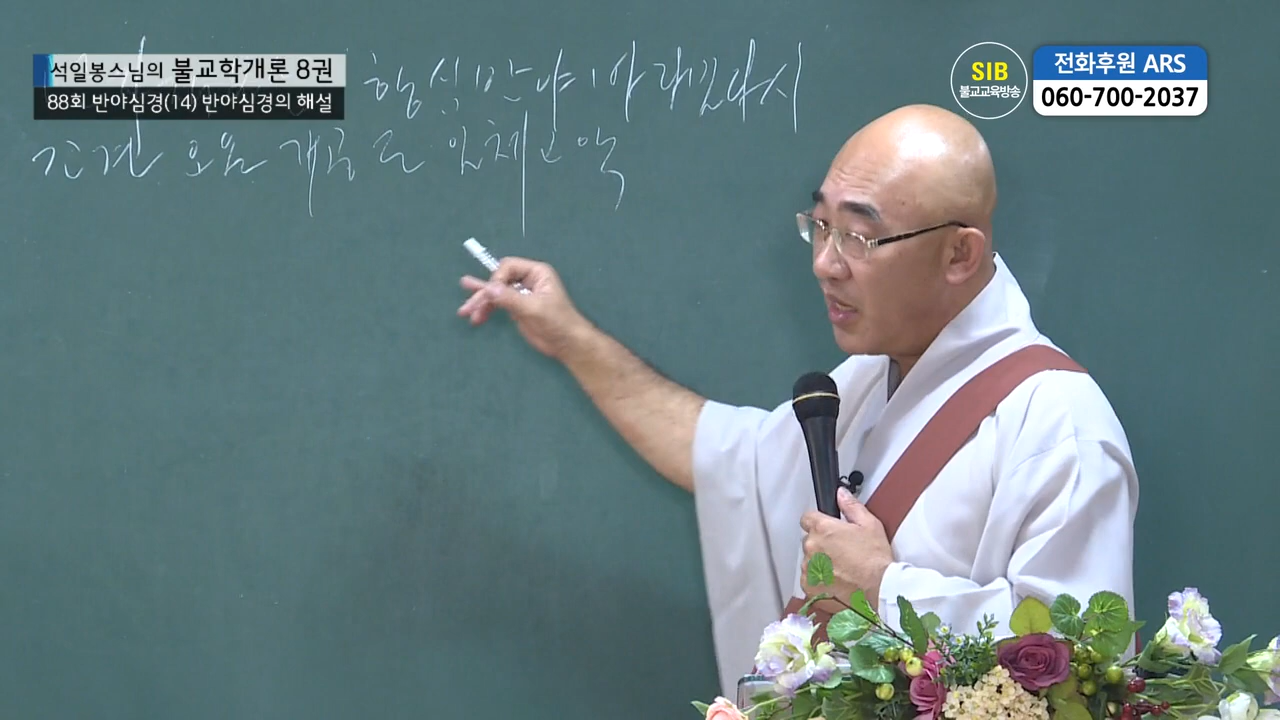 석일봉스님의 불교학개론 8권
88회 반야심경(14) 반야심경의 해설
SIB
불교교육방송
전화후원 ARS
060-700-2037
행심반야바라밀다시
조견 오온 개공 도 일체고액